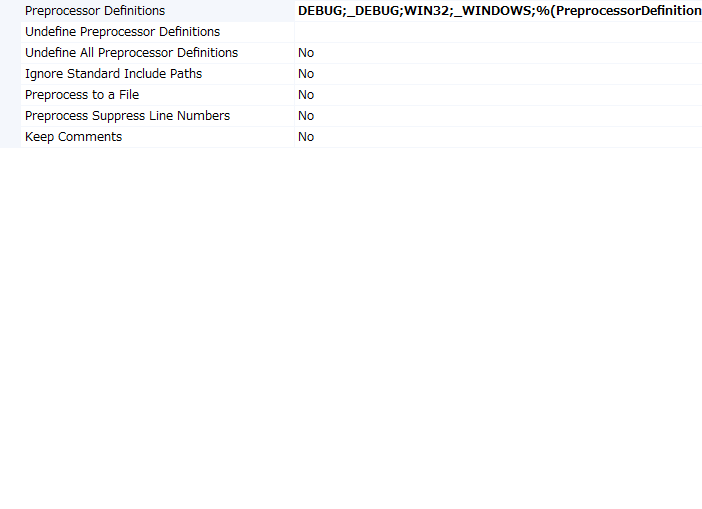 Preprocessor Definitions DEBUG;_DEBUG;WIN32;_WINDOWS;%(PreprocessorDefinition
Undefine Preprocessor Definitions
Undefine All Preprocessor Definitions No
Ignore Standard Include Paths No
Preprocess to a File No
Preprocess Suppress Line Numbers No
Keep Comments No